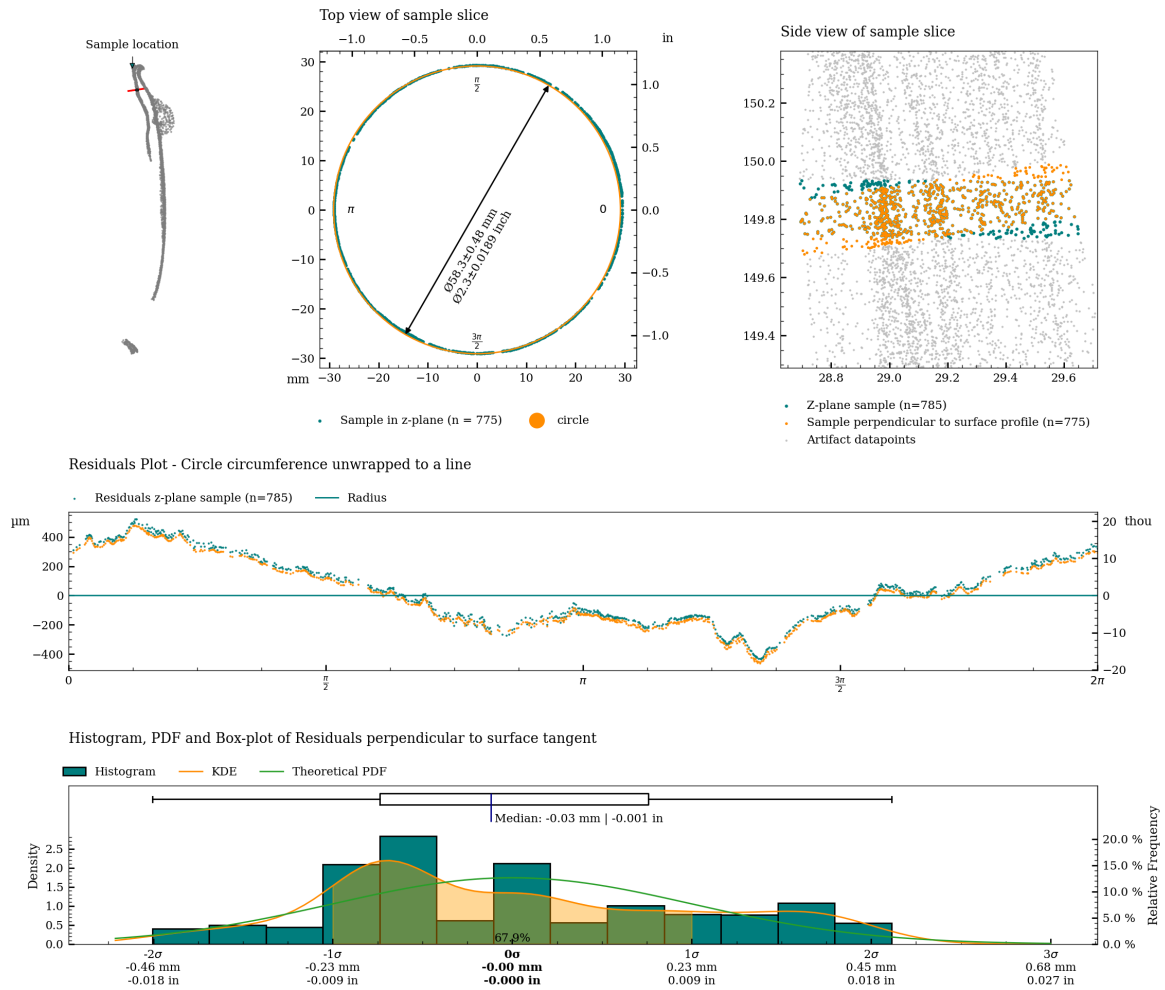 Top view of sample slice
Side view of sample slice
Sample location
−1.0 −0.5 0.0 0.5 1.0 in
30
20
10
0
−10
−20
−30
mm
−30 −20 −10 0 10 20 30
1.0
0.5
0.0
−0.5
−1.0
π/2
π
0
3π/2
Ø58.3±0.48 mm
Ø2.3±0.0189 inch
150.2
150.0
149.8
149.6
149.4
28.8 29.0 29.2 29.4 29.6
Sample in z-plane (n = 775)
circle
Z-plane sample (n=785)
Sample perpendicular to surface profile (n=775)
Artifact datapoints
Residuals Plot - Circle circumference unwrapped to a line
Residuals z-plane sample (n=785)
Radius
µm
400
200
0
−200
−400
20 thou
10
0
−10
−20
0 π/2 π 3π/2 2π
Histogram, PDF and Box-plot of Residuals perpendicular to surface tangent
Histogram
KDE
Theoretical PDF
Median: -0.03 mm | -0.001 in
Density
2.5
2.0
1.5
1.0
0.5
0.0
20.0 %
15.0 %
10.0 %
5.0 %
0.0 %
Relative Frequency
67.9%
-2σ -1σ 0σ 1σ 2σ 3σ
-0.46 mm -0.23 mm -0.00 mm 0.23 mm 0.45 mm 0.68 mm
-0.018 in -0.009 in -0.000 in 0.009 in 0.018 in 0.027 in